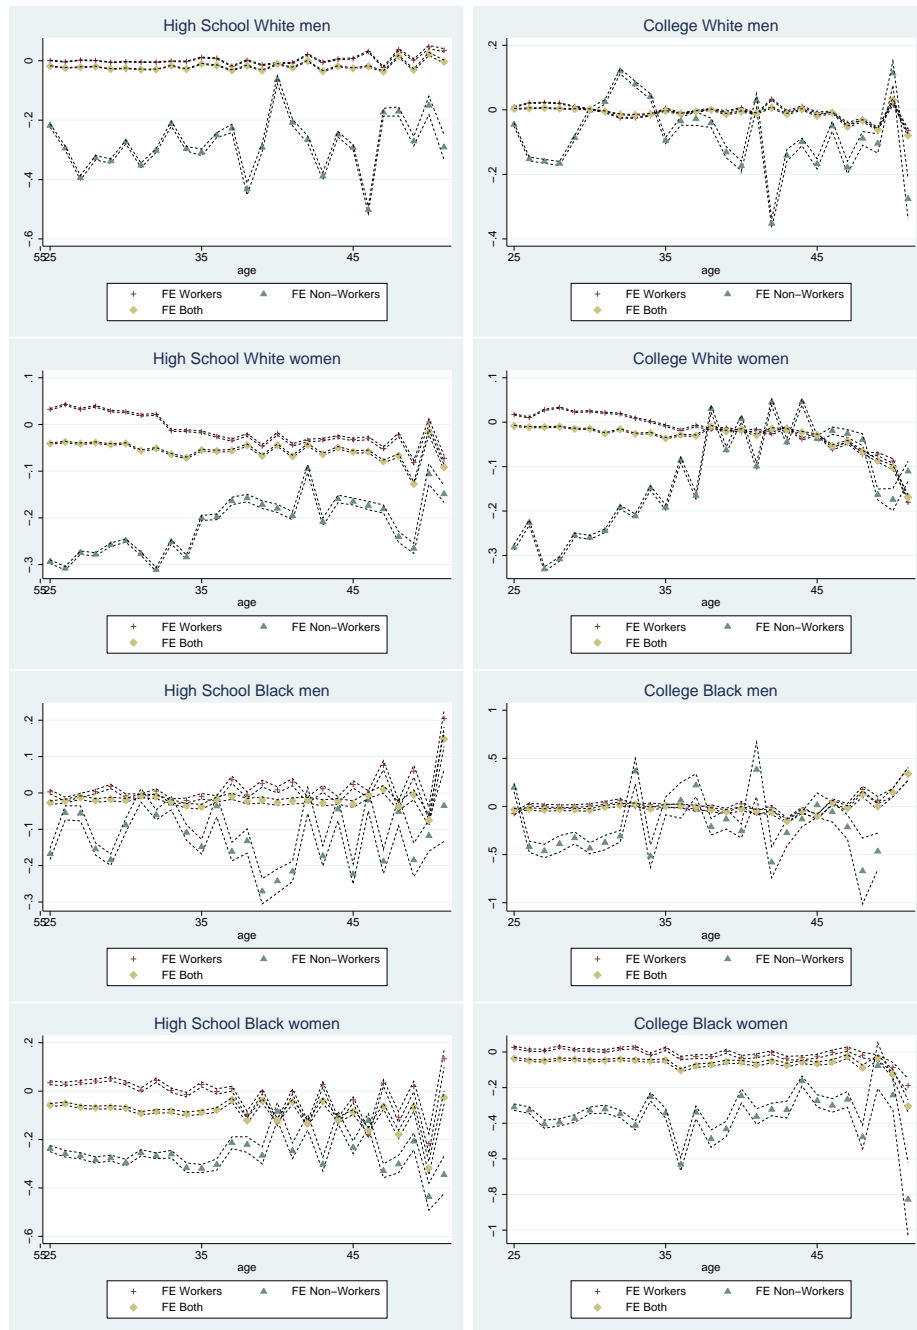 High School White men
0
−.2
−.4
−.6
5525 35 45
age
FE Workers FE Non−Workers
FE Both
College White men
.2
0
−.2
−.4
25 35 45
age
FE Workers FE Non−Workers
FE Both
High School White women
.1
0
−.1
−.2
−.3
5525 35 45
age
FE Workers FE Non−Workers
FE Both
College White women
.1
0
−.1
−.2
−.3
25 35 45
age
FE Workers FE Non−Workers
FE Both
High School Black men
.2
.1
0
−.1
−.2
−.3
5525 35 45
age
FE Workers FE Non−Workers
FE Both
College Black men
1
.5
0
−.5
−1
25 35 45
age
FE Workers FE Non−Workers
FE Both
High School Black women
.2
0
−.2
−.4
−.6
5525 35 45
age
FE Workers FE Non−Workers
FE Both
College Black women
0
−.2
−.4
−.6
−.8
−1
25 35 45
age
FE Workers FE Non−Workers
FE Both